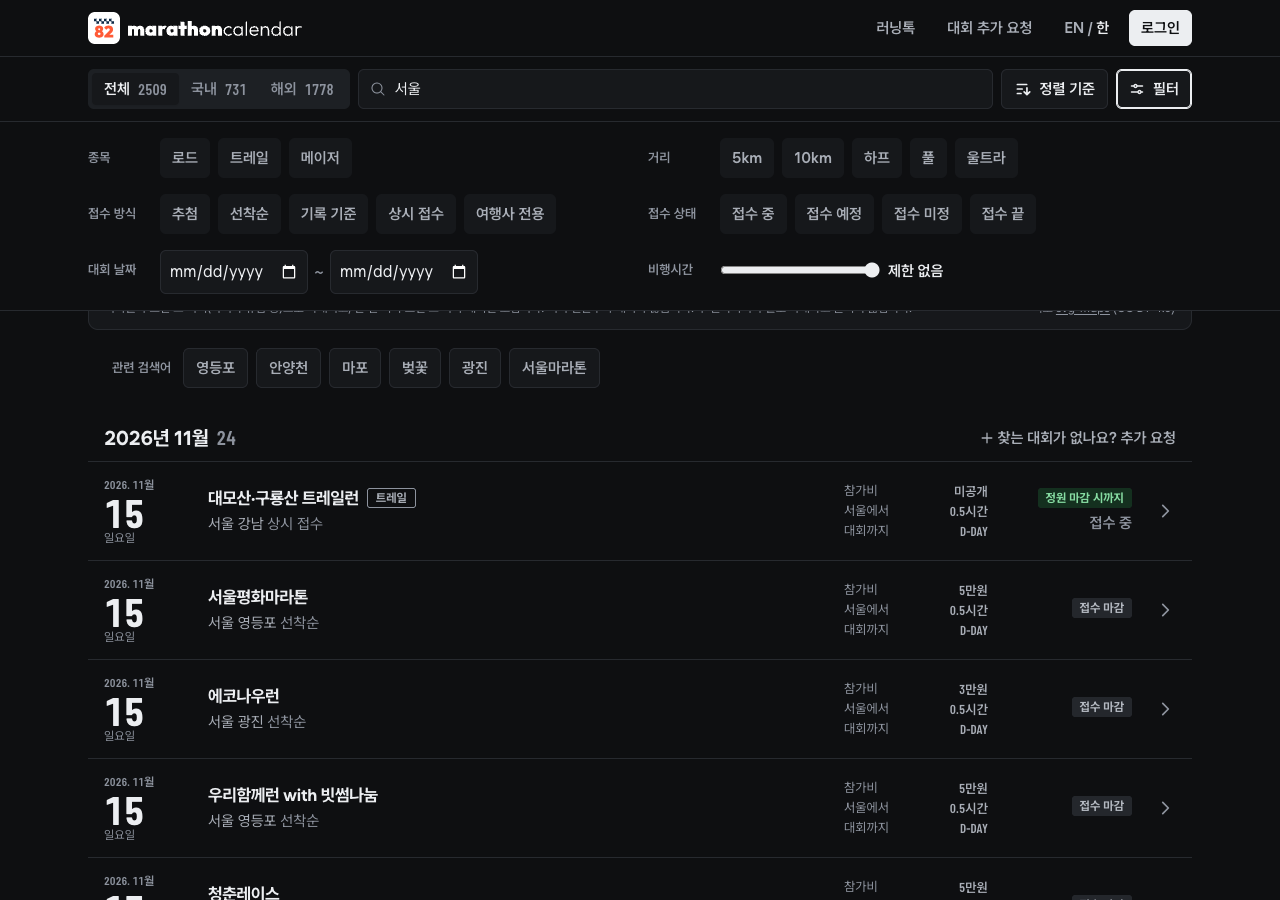 82 marathoncalendar 러닝톡 대회 추가 요청 EN / 한 로그인
전체 2509 국내 731 해외 1778 서울 정렬 기준 필터
종목 로드 트레일 메이저 거리 5km 10km 하프 풀 울트라
접수 방식 추첨 선착순 기록 기준 상시 접수 여행사 전용 접수 상태 접수 중 접수 예정 접수 미정 접수 끝
대회 날짜 mm/dd/yyyy ~ mm/dd/yyyy 비행시간 제한 없음
관련 검색어 영등포 안양천 마포 벚꽃 광진 서울마라톤
2026년 11월 24 + 찾는 대회가 없나요? 추가 요청
2026. 11월
15
일요일
대모산·구룡산 트레일런 트레일
서울 강남 상시 접수
참가비 미공개
서울에서 0.5시간
대회까지 D-DAY
정원 마감 시까지
접수 중
2026. 11월
15
일요일
서울평화마라톤
서울 영등포 선착순
참가비 5만원
서울에서 0.5시간
대회까지 D-DAY
접수 마감
2026. 11월
15
일요일
에코나우런
서울 광진 선착순
참가비 3만원
서울에서 0.5시간
대회까지 D-DAY
접수 마감
2026. 11월
15
일요일
우리함께런 with 빗썸나눔
서울 영등포 선착순
참가비 5만원
서울에서 0.5시간
대회까지 D-DAY
접수 마감
2026. 11월
청춘레이스
참가비 5만원